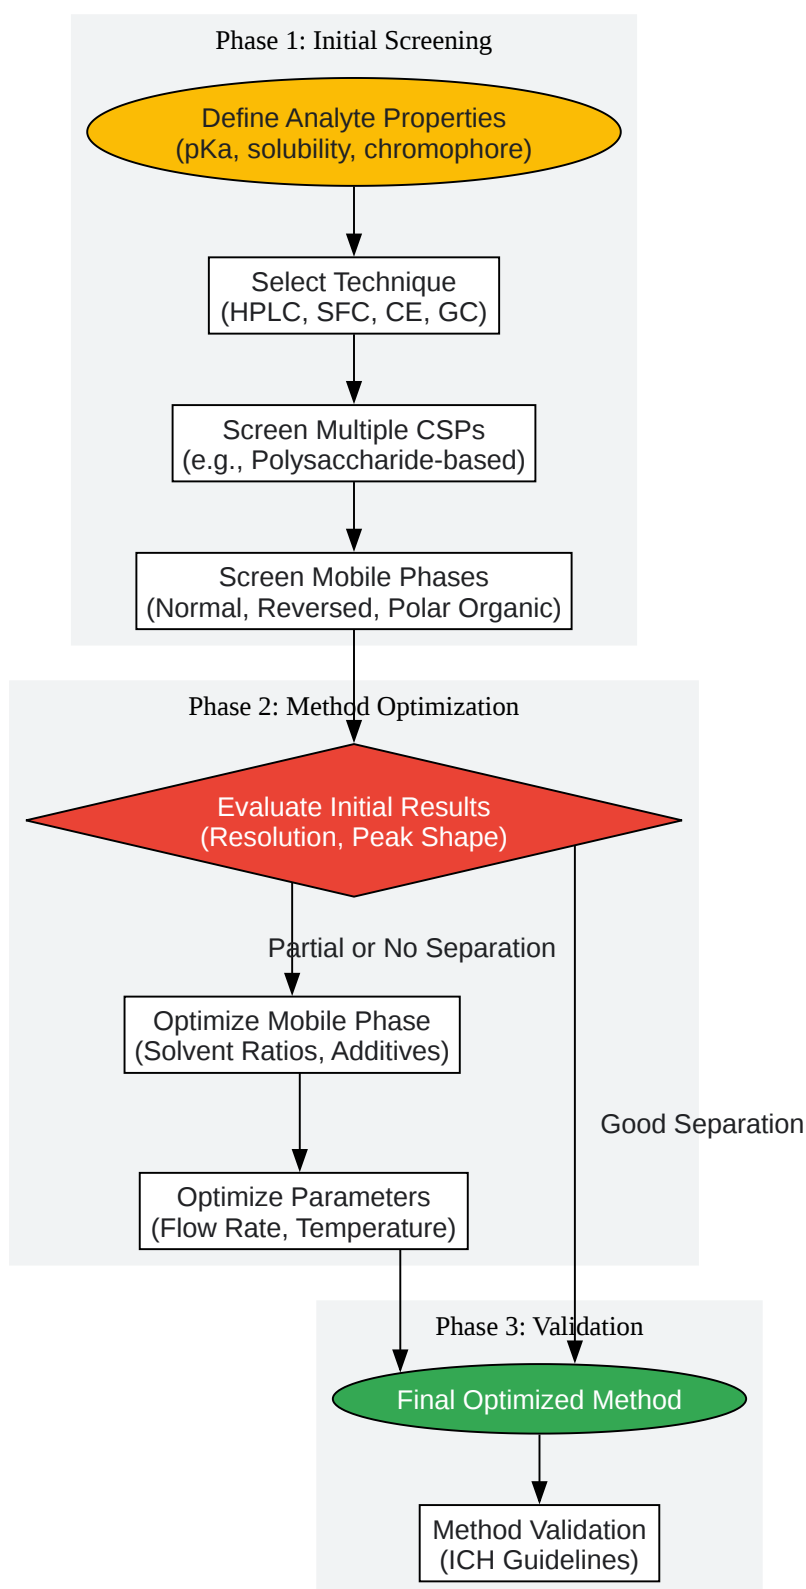 Phase 1: Initial Screening
Define Analyte Properties
(pKa, solubility, chromophore)
Select Technique
(HPLC, SFC, CE, GC)
Screen Multiple CSPs
(e.g., Polysaccharide-based)
Screen Mobile Phases
(Normal, Reversed, Polar Organic)
Phase 2: Method Optimization
Evaluate Initial Results
(Resolution, Peak Shape)
Partial or No Separation
Optimize Mobile Phase
(Solvent Ratios, Additives)
Good Separation
Optimize Parameters
(Flow Rate, Temperature)
Phase 3: Validation
Final Optimized Method
Method Validation
(ICH Guidelines)